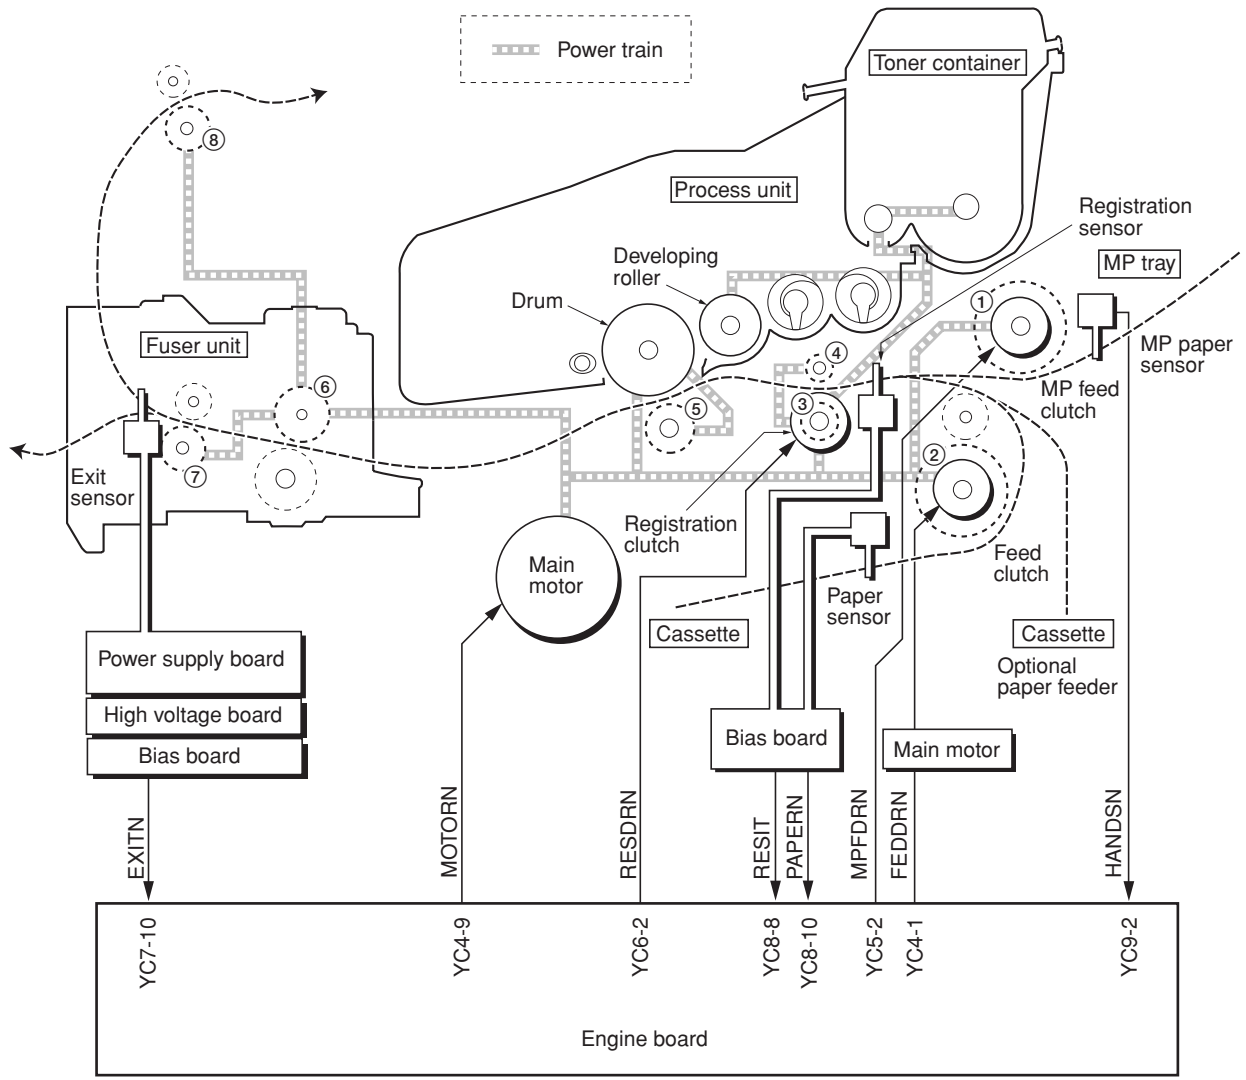 Power train
Toner container
8
Process unit
Registration
sensor
MP tray
Developing
roller
Drum
1
MP paper
sensor
Fuser unit
4
6
MP feed
clutch
3
5
2
7
Exit
sensor
Registration
clutch
Main
motor
Feed
clutch
Paper
sensor
Cassette
Cassette
Optional
paper feeder
Power supply board
High voltage board
Bias board
Bias board
Main motor
EXITN
MOTORN
RESDRN
RESIT
PAPERN
MPFDRN
FEDDRN
HANDSN
YC7-10
YC4-9
YC6-2
YC8-8
YC8-10
YC5-2
YC4-1
YC9-2
Engine board